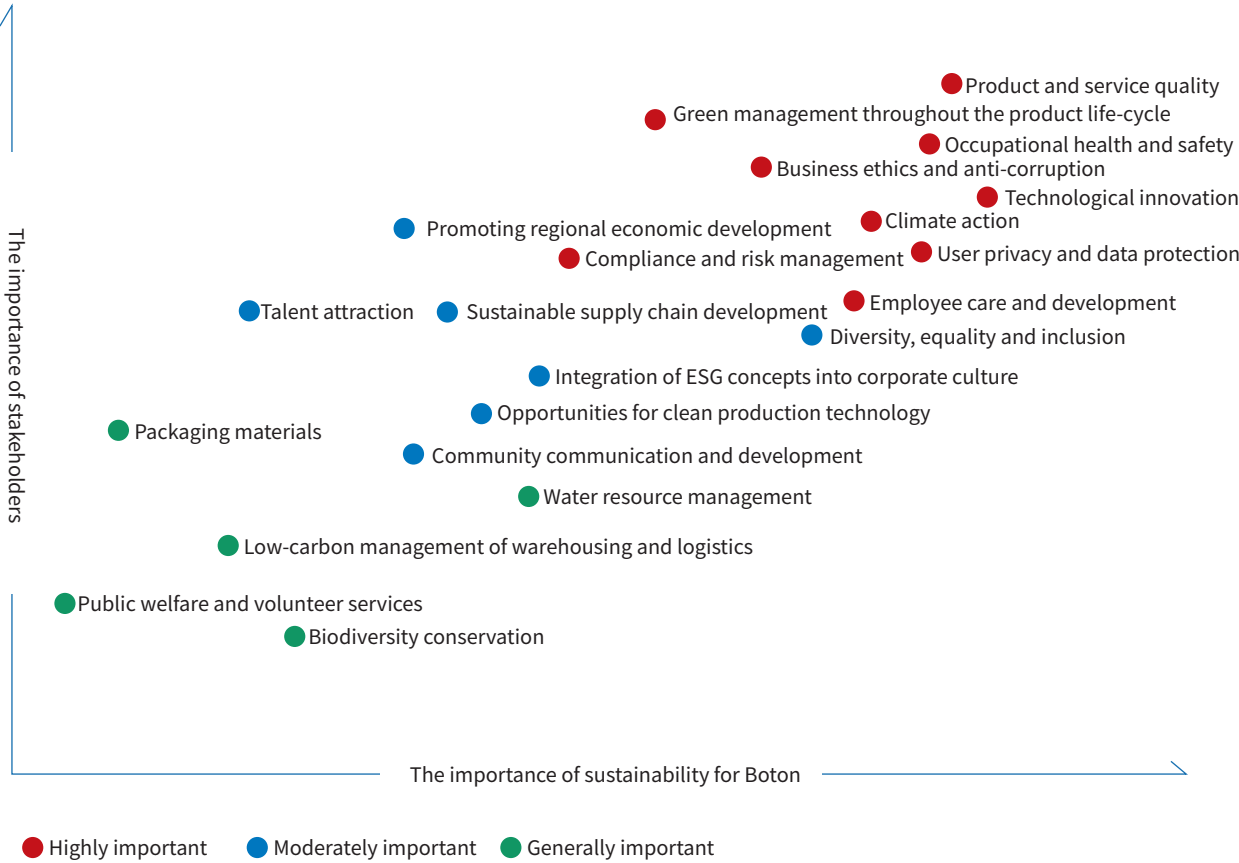 Product and service quality
Green management throughout the product life-cycle
Occupational health and safety
Business ethics and anti-corruption
Technological innovation
Climate action
Promoting regional economic development
User privacy and data protection
Compliance and risk management
Employee care and development
Talent attraction
Sustainable supply chain development
Diversity, equality and inclusion
Integration of ESG concepts into corporate culture
Opportunities for clean production technology
Packaging materials
Community communication and development
Water resource management
Low-carbon management of warehousing and logistics
Public welfare and volunteer services
Biodiversity conservation
The importance of stakeholders
The importance of sustainability for Boton
Highly important
Moderately important
Generally important